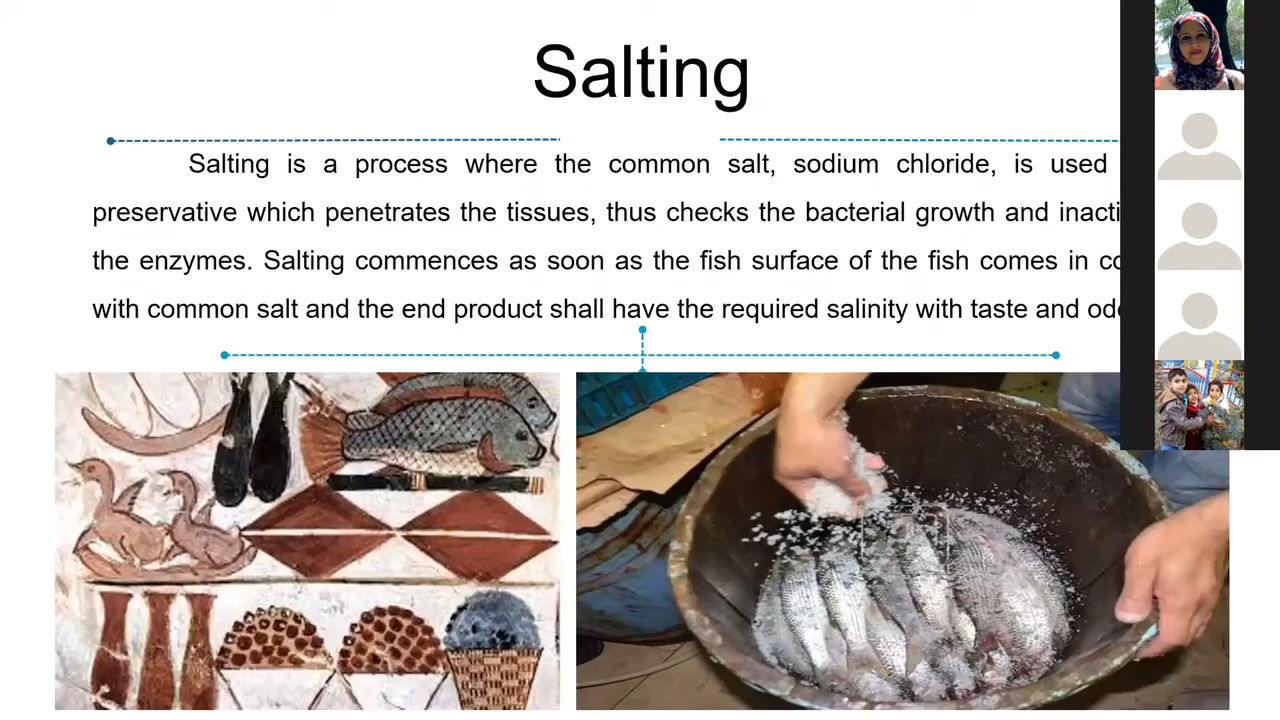 Salting
Salting is a process where the common salt, sodium chloride, is used
preservative which penetrates the tissues, thus checks the bacterial growth and
the enzymes. Salting commences as soon as the fish surface of the fish comes in
with common salt and the end product shall have the required salinity with taste and